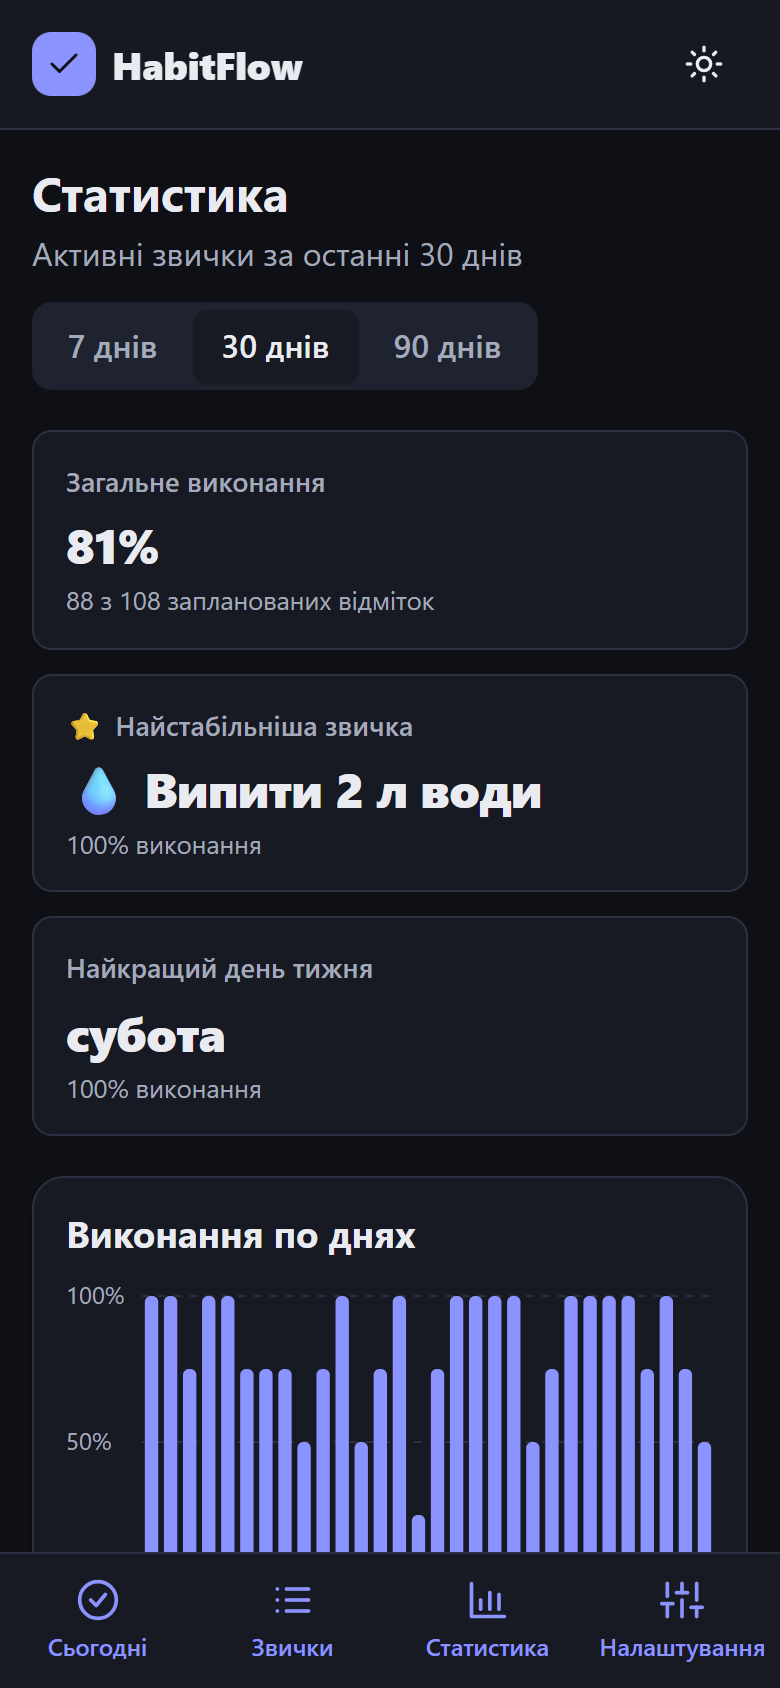 HabitFlow
Статистика
Активні звички за останні 30 днів
7 днів 30 днів 90 днів
Загальне виконання
81%
88 з 108 запланованих відміток
Найстабільніша звичка
Випити 2 л води
100% виконання
Найкращий день тижня
субота
100% виконання
Виконання по днях
100%
50%
Сьогодні Звички Статистика Налаштування